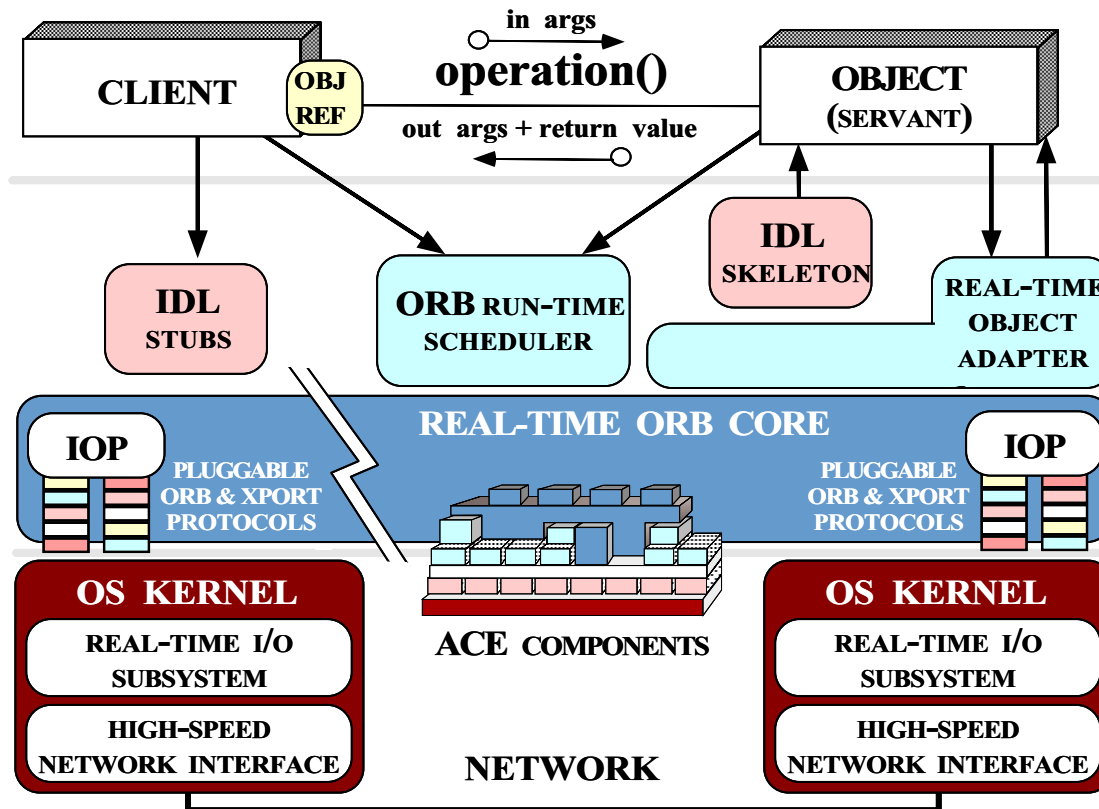 in args
operation()
out args + return value
CLIENT
OBJ
REF
OBJECT
(SERVANT)
IDL
STUBS
ORB RUN-TIME
SCHEDULER
IDL
SKELETON
REAL-TIME
OBJECT
ADAPTER
REAL-TIME ORB CORE
IOP
PLUGGABLE
ORB & XPORT
PROTOCOLS
IOP
PLUGGABLE
ORB & XPORT
PROTOCOLS
OS KERNEL
REAL-TIME I/O
SUBSYSTEM
HIGH-SPEED
NETWORK INTERFACE
ACE COMPONENTS
NETWORK
OS KERNEL
REAL-TIME I/O
SUBSYSTEM
HIGH-SPEED
NETWORK INTERFACE